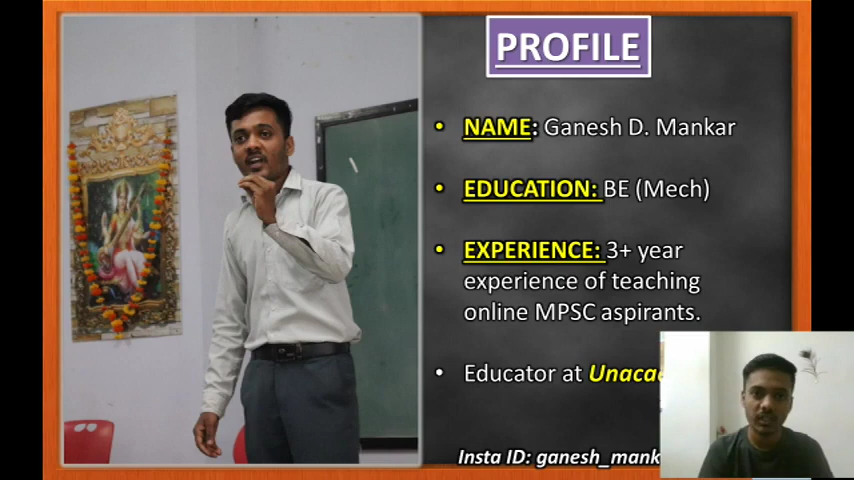 PROFILE
• NAME: Ganesh D. Mankar
• EDUCATION: BE (Mech)
• EXPERIENCE: 3+ year
experience of teaching
online MPSC aspirants.
• Educator at
Insta ID: